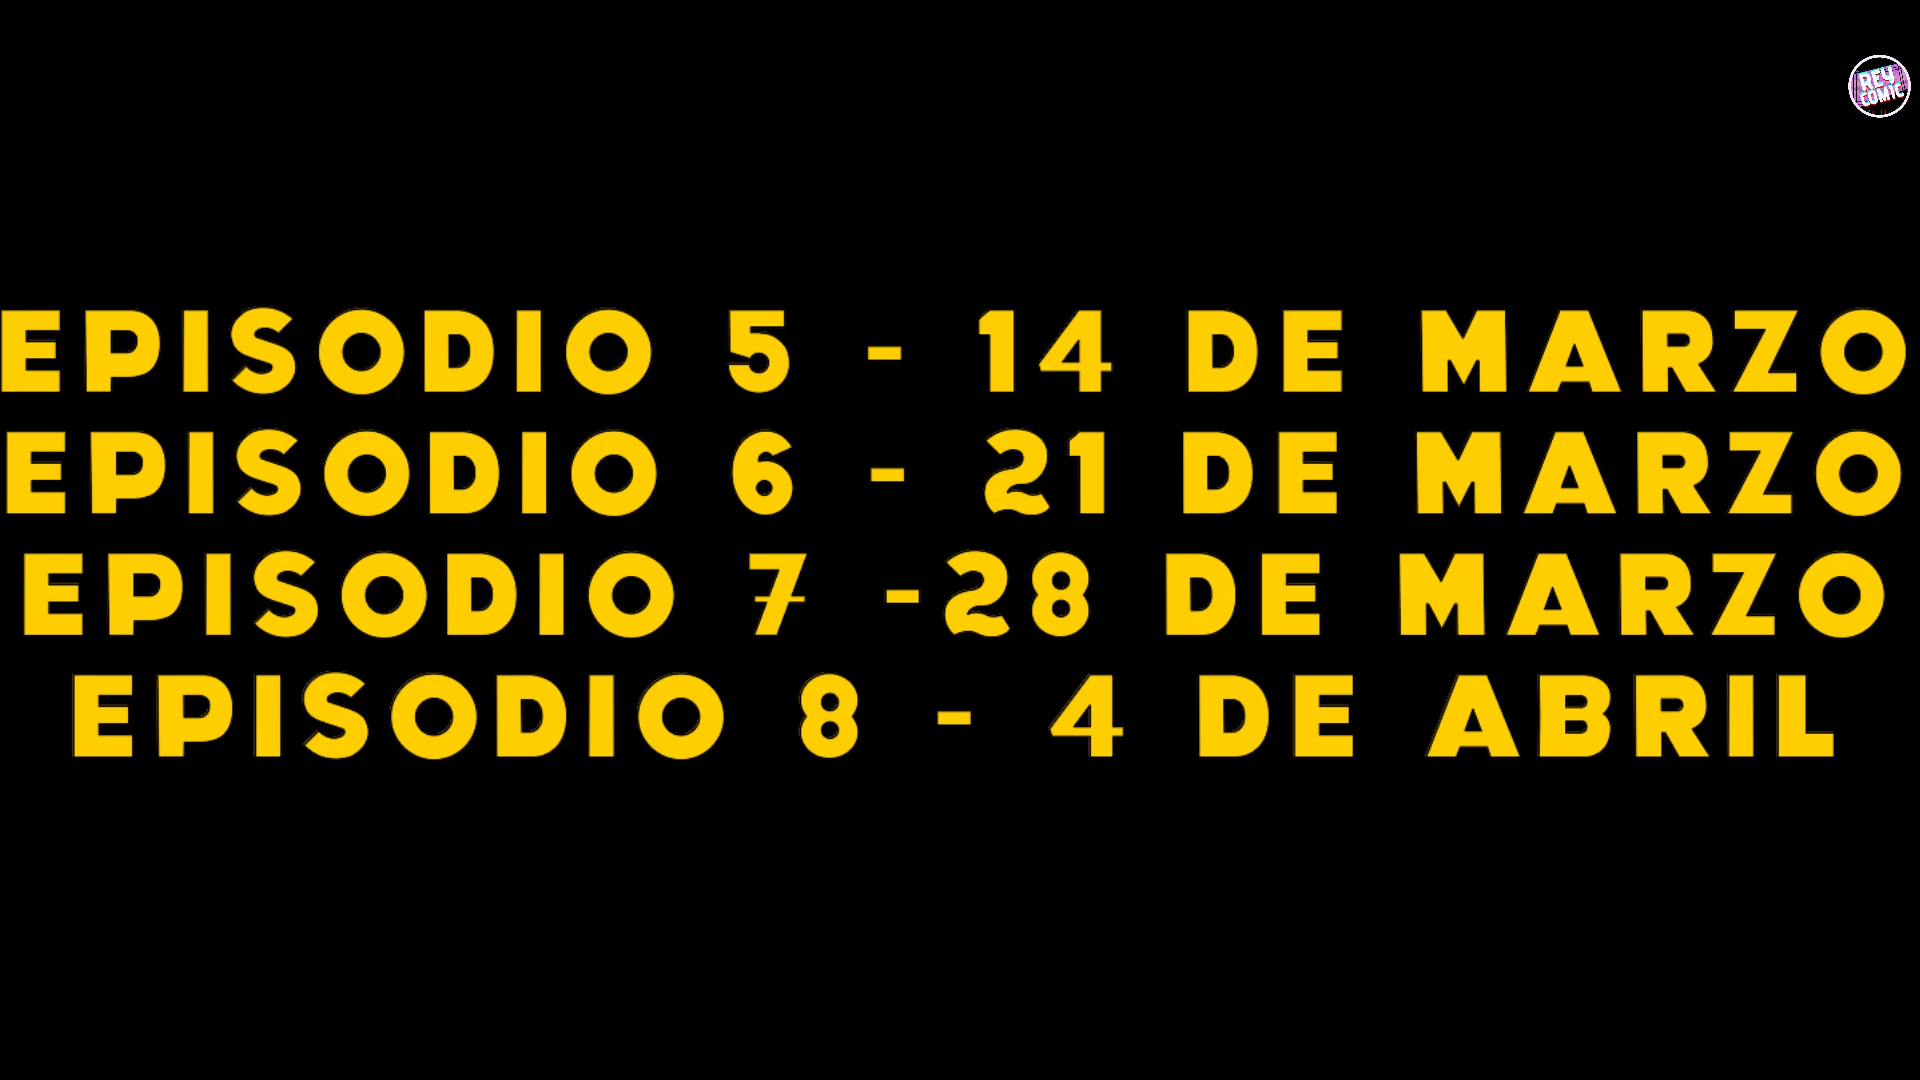 REY
COMIC
EPISODIO 5 - 14 DE MARZO
EPISODIO 6 - 21 DE MARZO
EPISODIO 7 -28 DE MARZO
EPISODIO 8 - 4 DE ABRIL